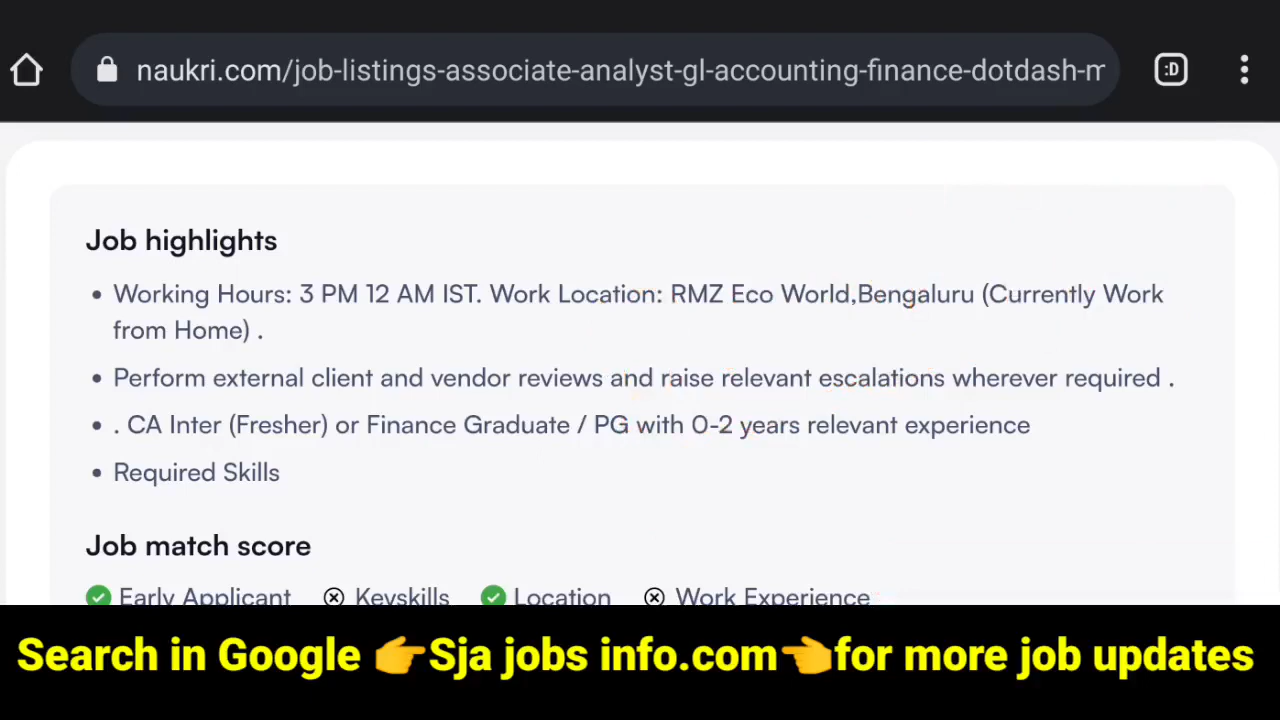 naukri.com/job-listings-associate-analyst-gl-accounting-finance-dotdash-m
:D
Job highlights
• Working Hours: 3 PM 12 AM IST. Work Location: RMZ Eco World,Bengaluru (Currently Work
from Home) .
• Perform external client and vendor reviews and raise relevant escalations wherever required .
• . CA Inter (Fresher) or Finance Graduate / PG with 0-2 years relevant experience
• Required Skills
Job match score
Early Applicant Keyskills Location Work Experience
Search in Google 👉Sja jobs info.com👈for more job updates